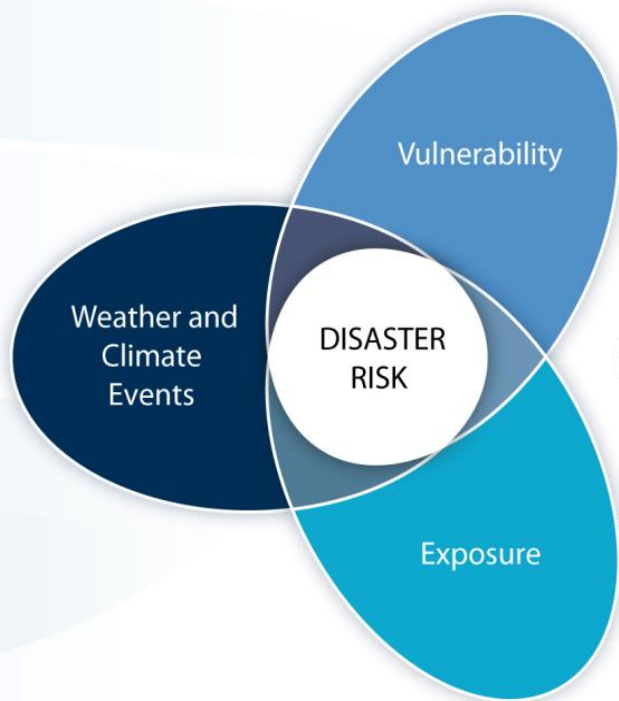 Vulnerability
Weather and
Climate
Events
DISASTER
RISK
Exposure